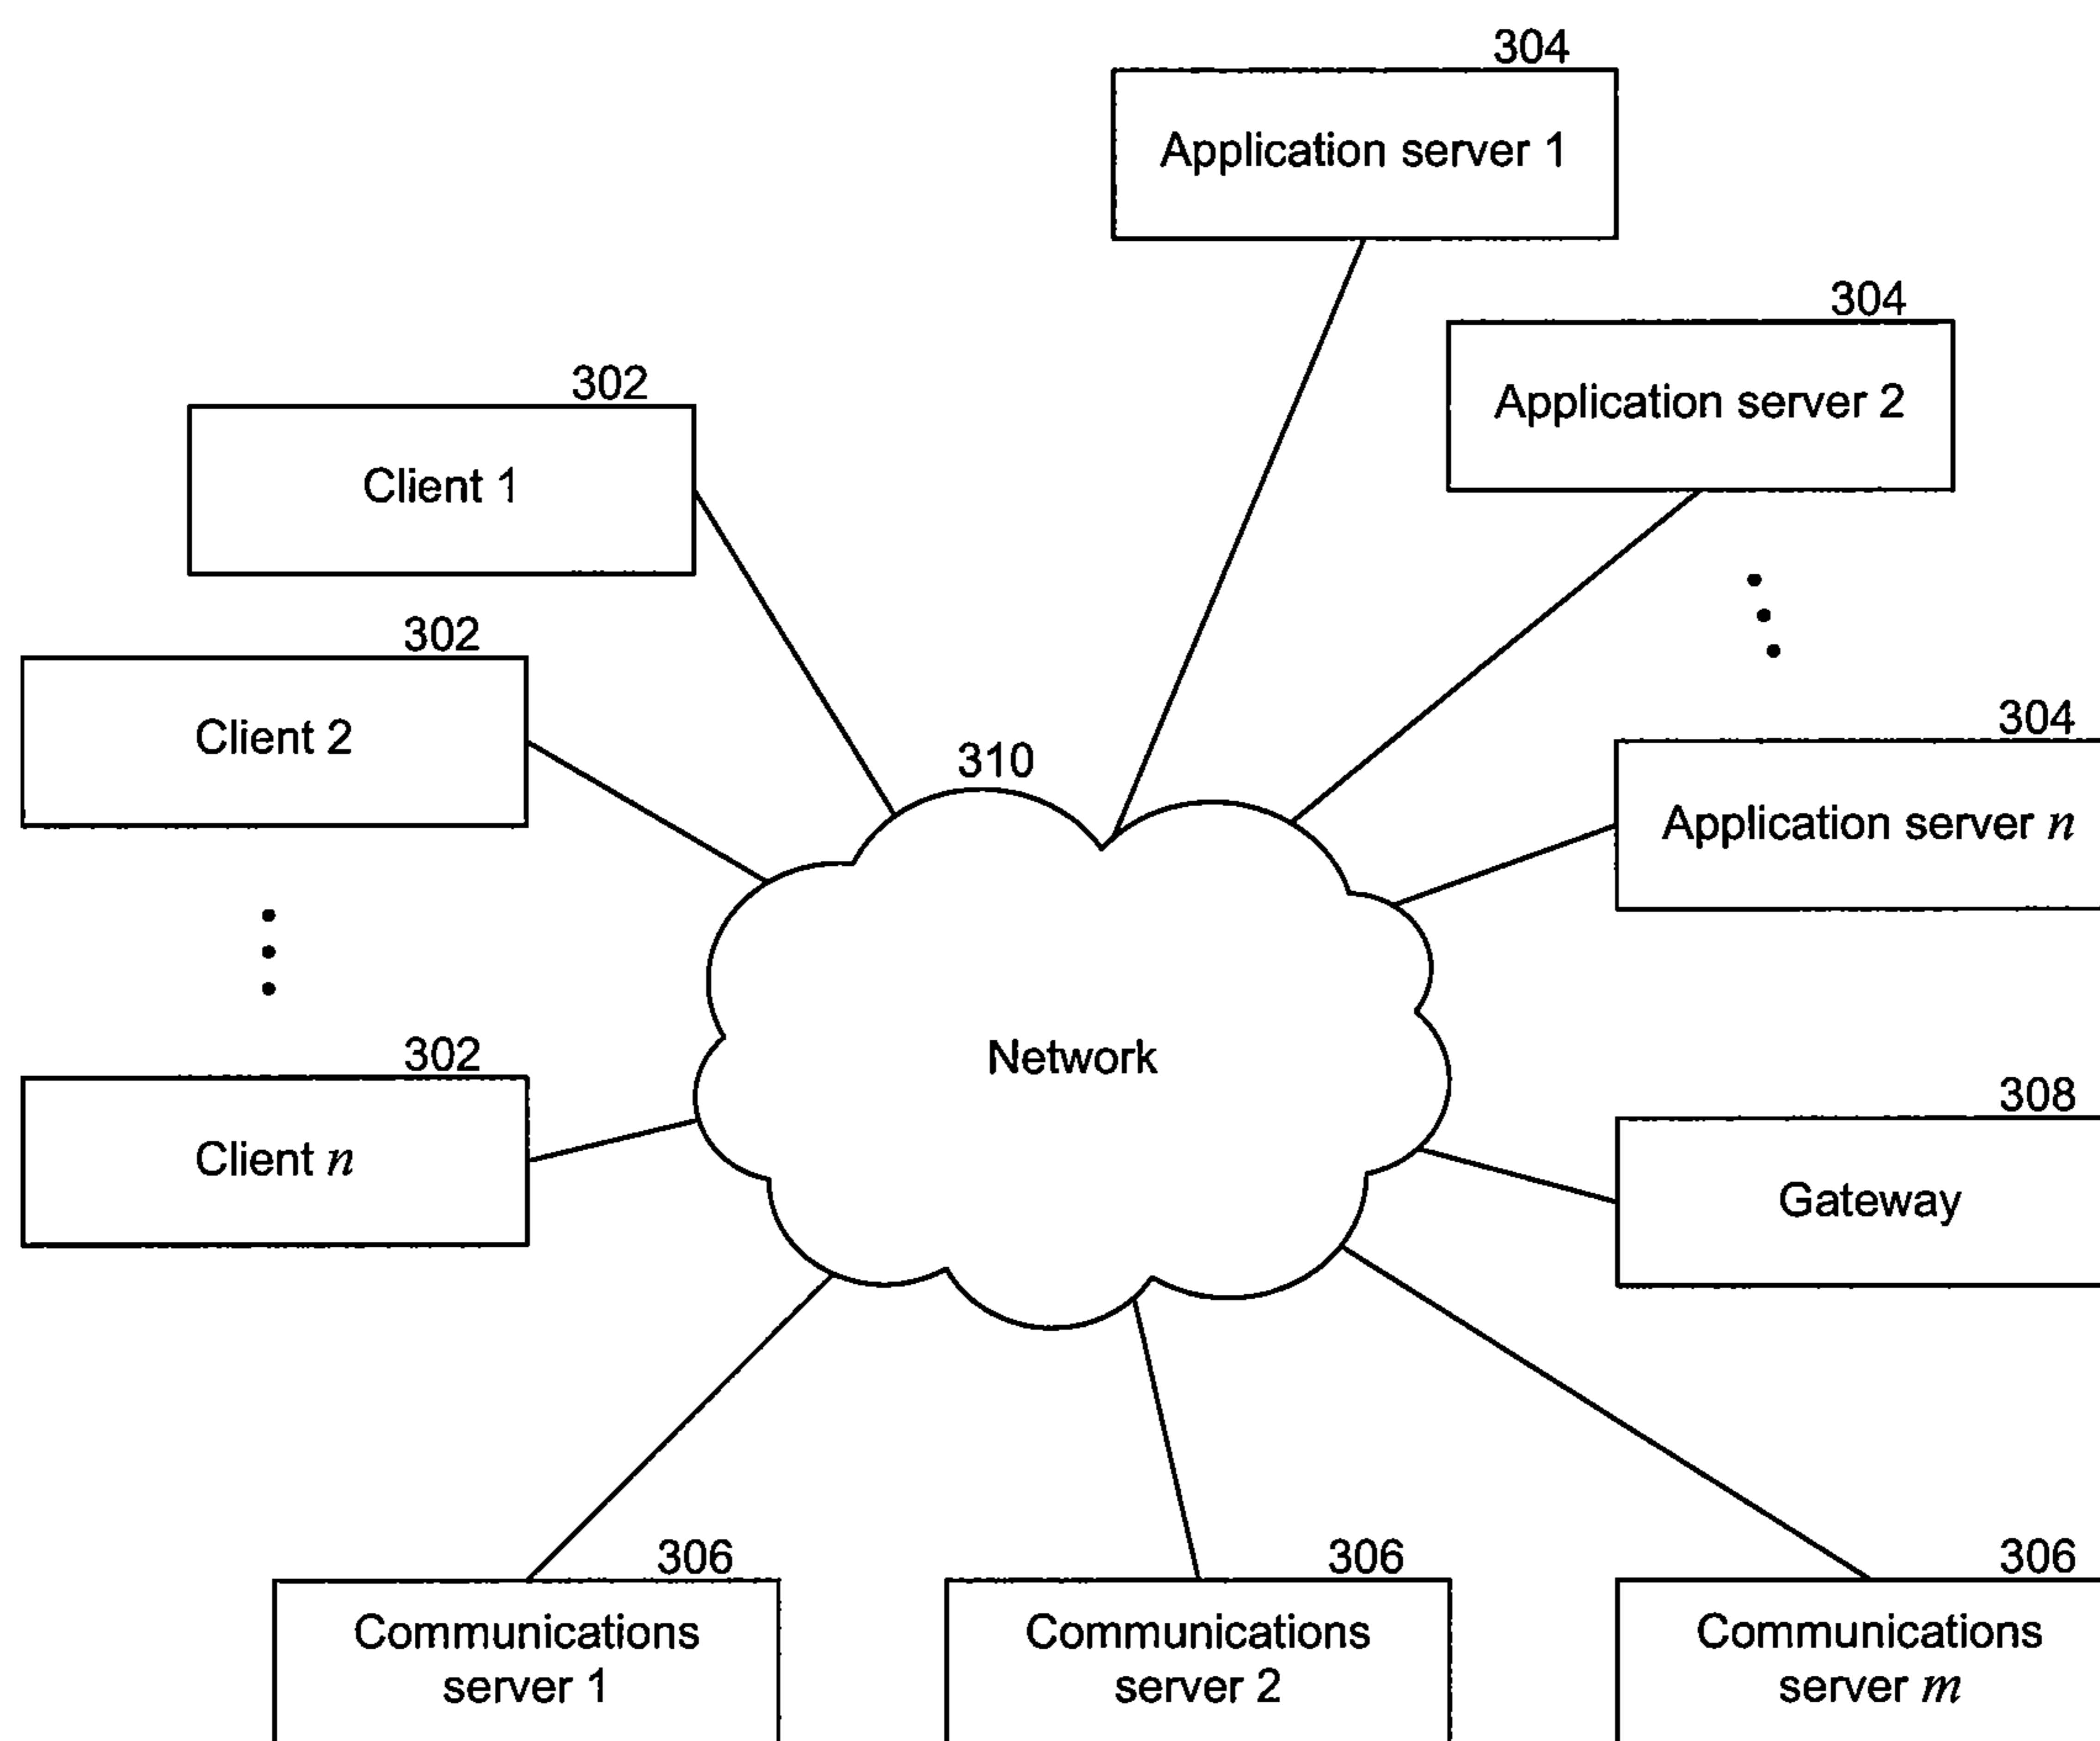 304
Application server 1
304
Application server 2
302
Client 1
302
Client 2
304
Application server n
310
Network
302
Client n
308
Gateway
306
Communications
server 1
306
Communications
server 2
306
Communications
server m